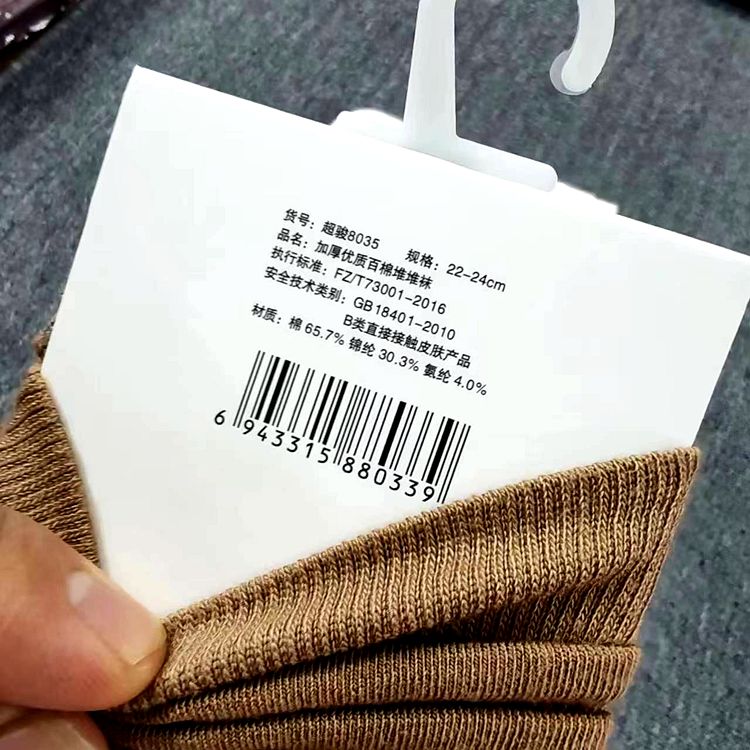 货号：超骏8035 规格：22-24cm
品名：加厚优质百棉堆堆袜
执行标准：FZ/T73001-2016
安全技术类别：GB18401-2010
B类直接接触皮肤产品
材质：棉 65.7% 锦纶 30.3% 氨纶 4.0%
6 943315 880339